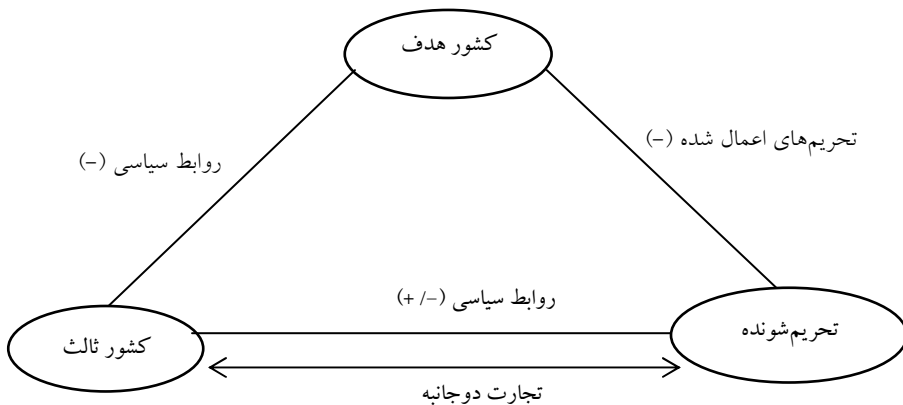 کشور هدف
تحریم‌های اعمال شده (–)
روابط سیاسی (–)
روابط سیاسی (–/ +)
تحریم‌شونده
کشور ثالث
تجارت دوجانبه